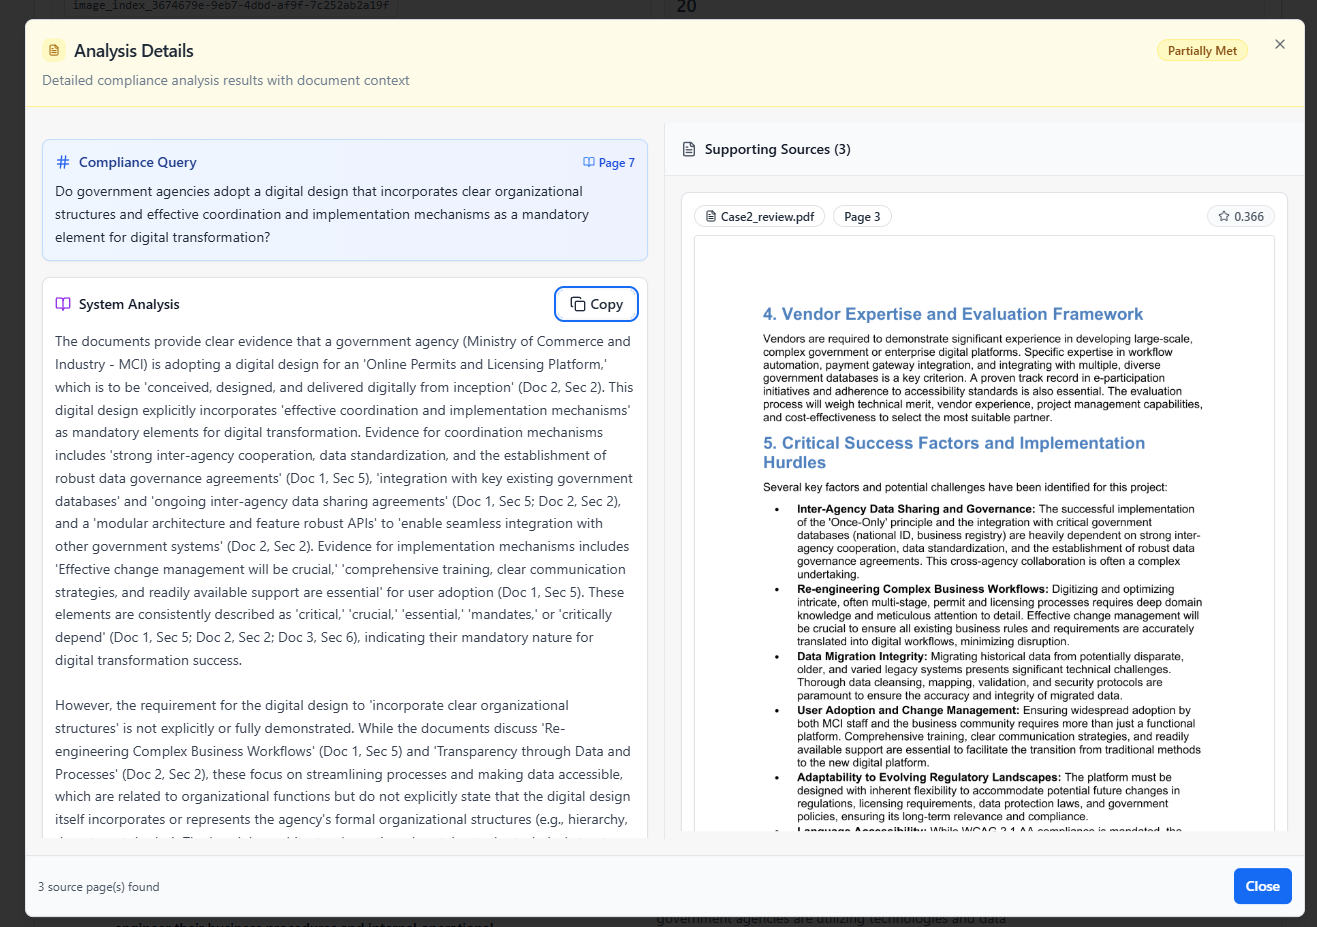 image_index_3674679e-9eb7-4dbd-af9f-7c252ab2a19f
20
Analysis Details
Partially Met
Detailed compliance analysis results with document context
Compliance Query
Page 7
Do government agencies adopt a digital design that incorporates clear organizational
structures and effective coordination and implementation mechanisms as a mandatory
element for digital transformation?
System Analysis
Copy
The documents provide clear evidence that a government agency (Ministry of Commerce and
Industry - MCI) is adopting a digital design for an 'Online Permits and Licensing Platform,'
which is to be 'conceived, designed, and delivered digitally from inception' (Doc 2, Sec 2). This
digital design explicitly incorporates 'effective coordination and implementation mechanisms'
as mandatory elements for digital transformation. Evidence for coordination mechanisms
includes 'strong inter-agency cooperation, data standardization, and the establishment of
robust data governance agreements' (Doc 1, Sec 5), 'integration with key existing government
databases' and 'ongoing inter-agency data sharing agreements' (Doc 1, Sec 5; Doc 2, Sec 2),
and a 'modular architecture and feature robust APIs' to 'enable seamless integration with
other government systems' (Doc 2, Sec 2). Evidence for implementation mechanisms includes
'Effective change management will be crucial,' 'comprehensive training, clear communication
strategies, and readily available support are essential' for user adoption (Doc 1, Sec 5). These
elements are consistently described as 'critical,' 'crucial,' 'essential,' 'mandates,' or 'critically
depend' (Doc 1, Sec 5; Doc 2, Sec 2; Doc 3, Sec 6), indicating their mandatory nature for
digital transformation success.
However, the requirement for the digital design to 'incorporate clear organizational
structures' is not explicitly or fully demonstrated. While the documents discuss 'Re-
engineering Complex Business Workflows' (Doc 1, Sec 5) and 'Transparency through Data and
Processes' (Doc 2, Sec 2), these focus on streamlining processes and making data accessible,
which are related to organizational functions but do not explicitly state that the digital design
itself incorporates or represents the agency's formal organizational structures (e.g., hierarchy,
Supporting Sources (3)
Case2_review.pdf
Page 3
0.366
4. Vendor Expertise and Evaluation Framework
Vendors are required to demonstrate significant experience in developing large-scale,
complex government or enterprise digital platforms. Specific expertise in workflow
automation, payment gateway integration, and integrating with multiple, diverse
government databases is a key criterion. A proven track record in e-participation
initiatives and adherence to accessibility standards is also essential. The evaluation
process will weigh technical merit, vendor experience, project management capabilities,
and cost-effectiveness to select the most suitable partner.
5. Critical Success Factors and Implementation
Hurdles
Several key factors and potential challenges have been identified for this project:
• Inter-Agency Data Sharing and Governance: The successful implementation
of the 'Once-Only' principle and the integration with critical government
databases (national ID, business registry) are heavily dependent on strong inter-
agency cooperation, data standardization, and the establishment of robust data
governance agreements. This cross-agency collaboration is often a complex
undertaking.
• Re-engineering Complex Business Workflows: Digitizing and optimizing
intricate, often multi-stage, permit and licensing processes requires deep domain
knowledge and meticulous attention to detail. Effective change management will
be crucial to ensure all existing business rules and requirements are accurately
translated into digital workflows, minimizing disruption.
• Data Migration Integrity: Migrating historical data from potentially disparate,
older, and varied legacy systems presents significant technical challenges.
Thorough data cleansing, mapping, validation, and security protocols are
paramount to ensure the accuracy and integrity of migrated data.
• User Adoption and Change Management: Ensuring widespread adoption by
both MCI staff and the business community requires more than just a functional
platform. Comprehensive training, clear communication strategies, and readily
available support are essential to facilitate the transition from traditional methods
to the new digital platform.
• Adaptability to Evolving Regulatory Landscapes: The platform must be
designed with inherent flexibility to accommodate potential future changes in
regulations, licensing requirements, data protection laws, and government
policies, ensuring its long-term relevance and compliance.
Language Accessibility: While WCAG 2.1 AA compliance is mandated, the
3 source page(s) found
Close
government agencies are utilizing technologies and data